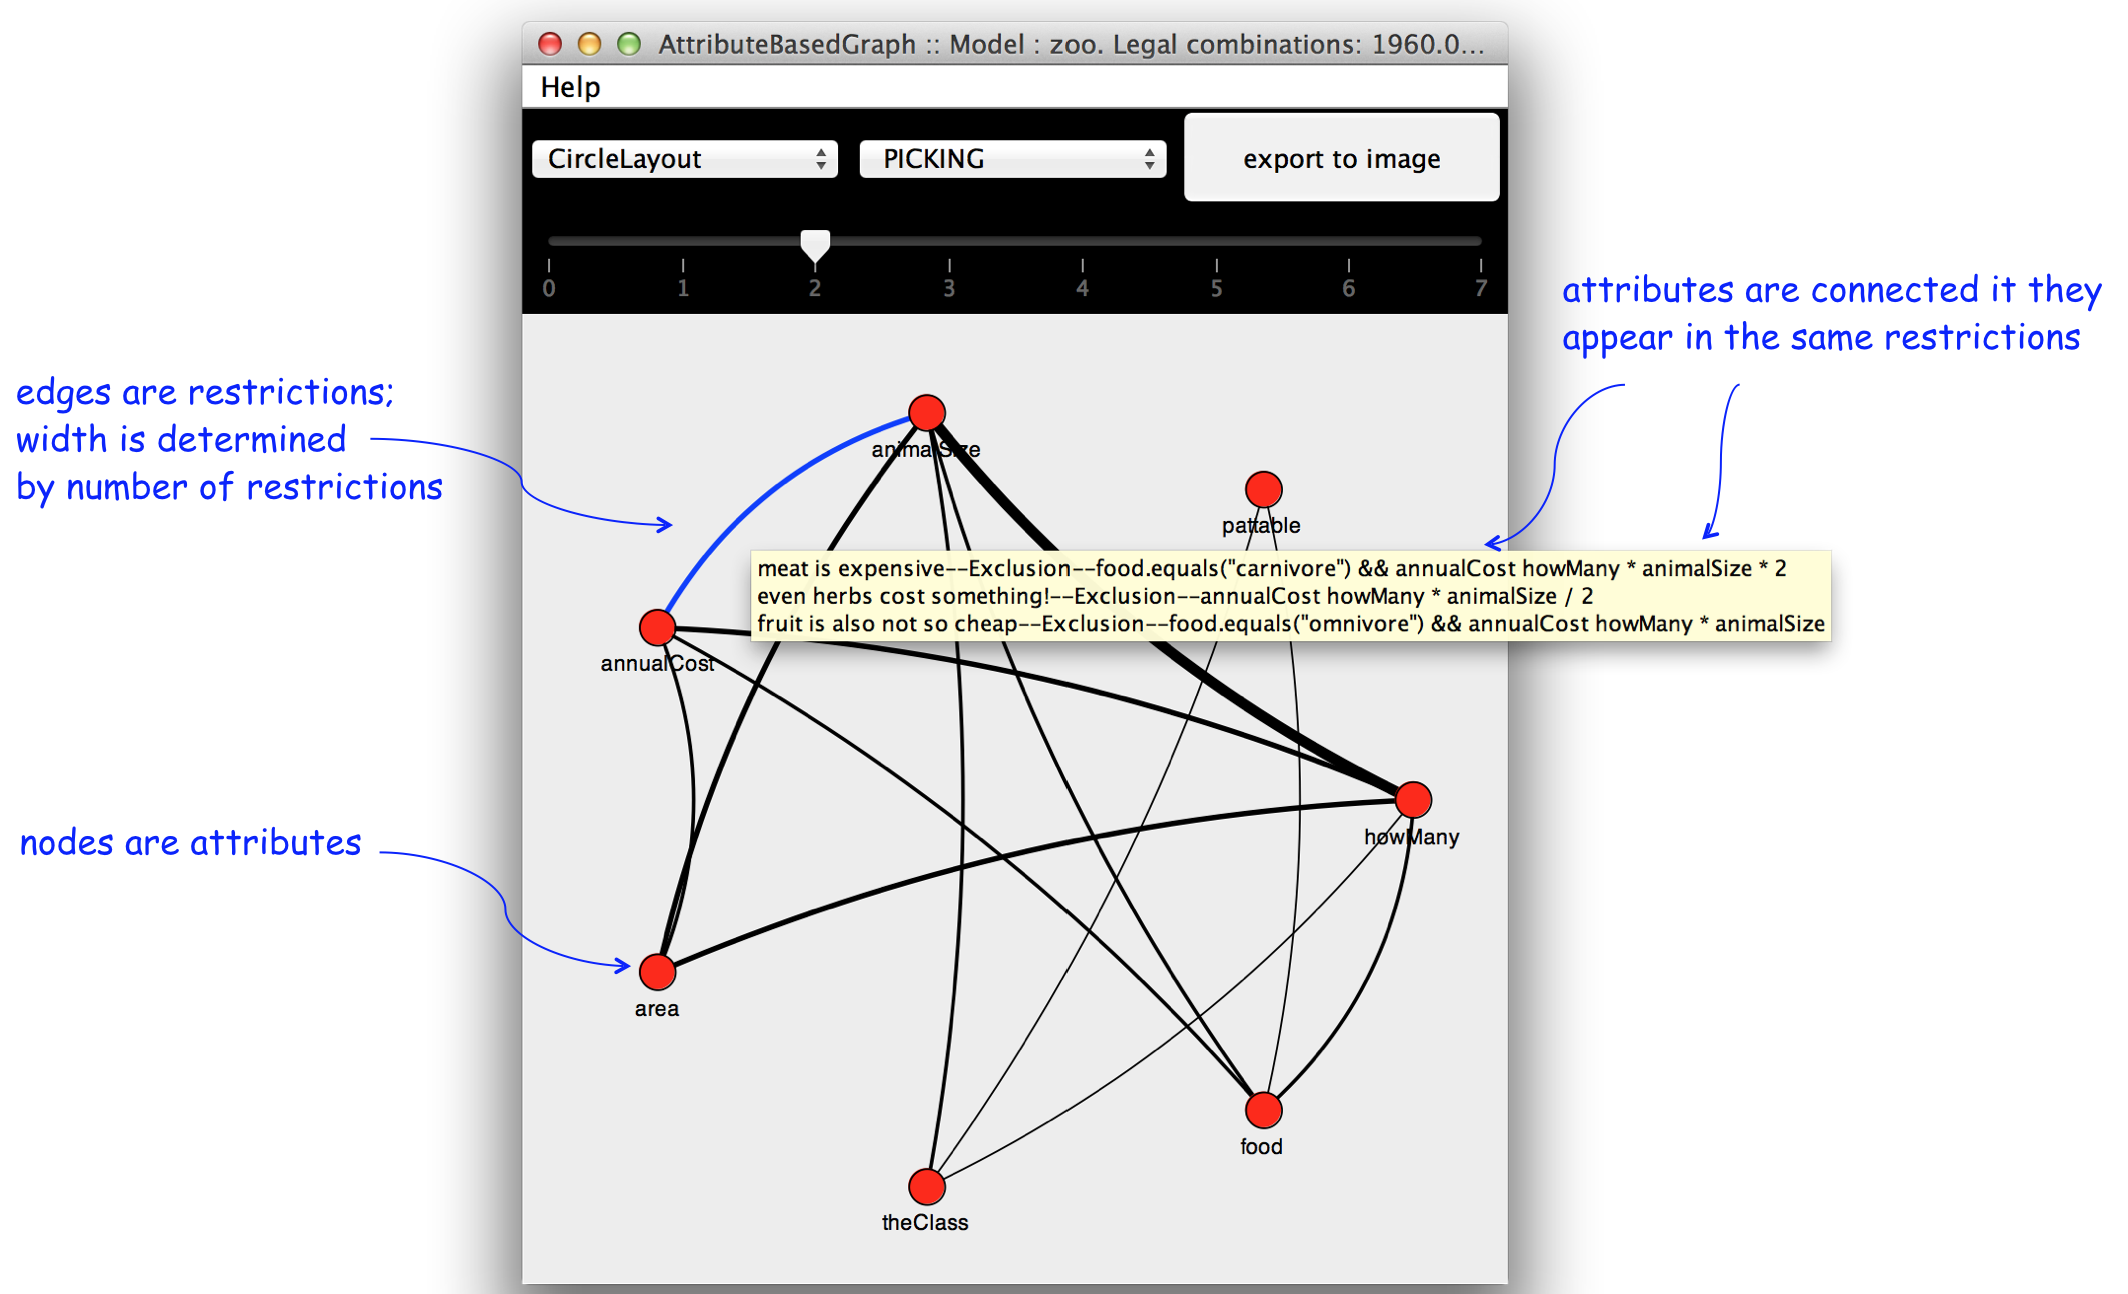 AttributeBasedGraph :: Model : zoo. Legal combinations: 1960.0...
Help
CircleLayout
PICKING
export to image
0 1 2 3 4 5 6 7
attributes are connected it they
appear in the same restrictions
edges are restrictions;
width is determined
by number of restrictions
animalSize
pattable
meat is expensive--Exclusion--food.equals("carnivore") && annualCost howMany * animalSize * 2
even herbs cost something!--Exclusion--annualCost howMany * animalSize / 2
fruit is also not so cheap--Exclusion--food.equals("omnivore") && annualCost howMany * animalSize
annualCost
howMany
nodes are attributes
area
food
theClass